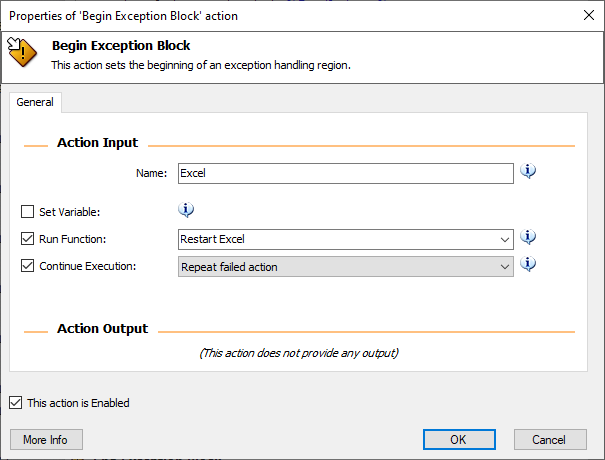 Properties of 'Begin Exception Block' action
Begin Exception Block
This action sets the beginning of an exception handling region.
General
Action Input
Name: Excel
Set Variable:
Run Function: Restart Excel
Continue Execution: Repeat failed action
Action Output
(This action does not provide any output)
This action is Enabled
More Info OK Cancel